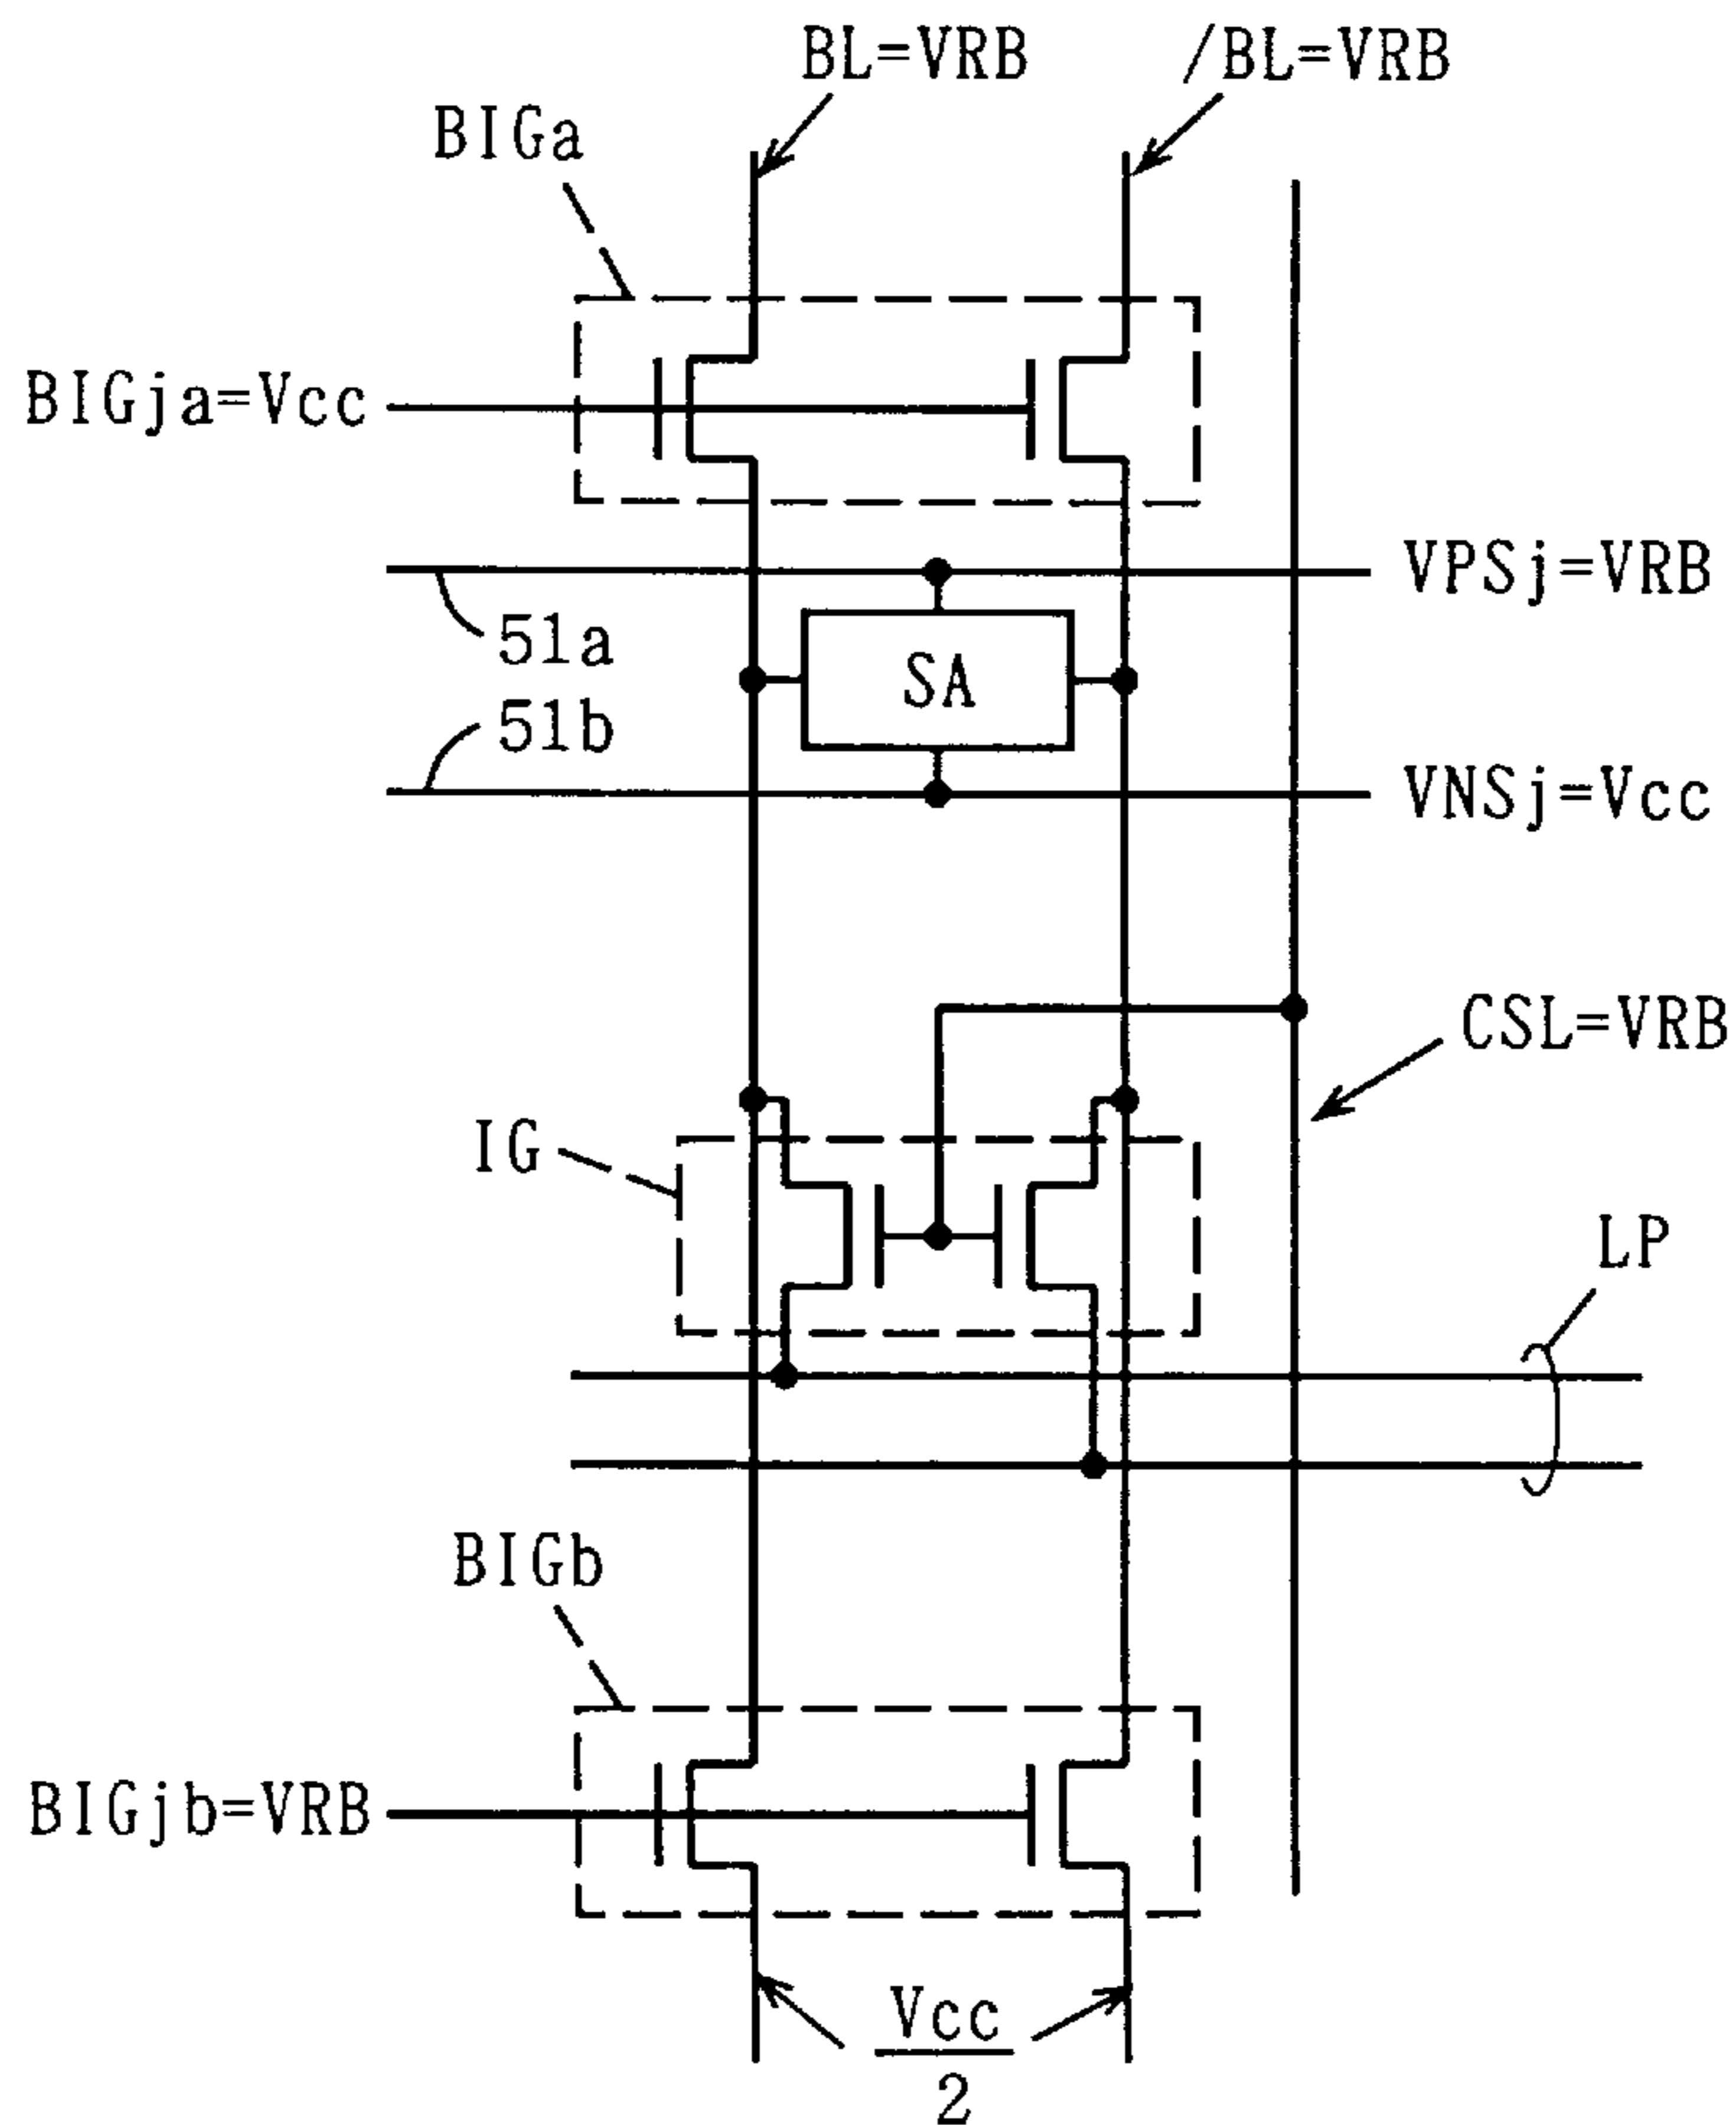 BL=VRB
/BL=VRB
BIGa
BIGja=Vcc
VPSj=VRB
51a
SA
51b
VNSj=Vcc
CSL=VRB
IG
LP
BIGb
BIGjb=VRB
Vcc
2